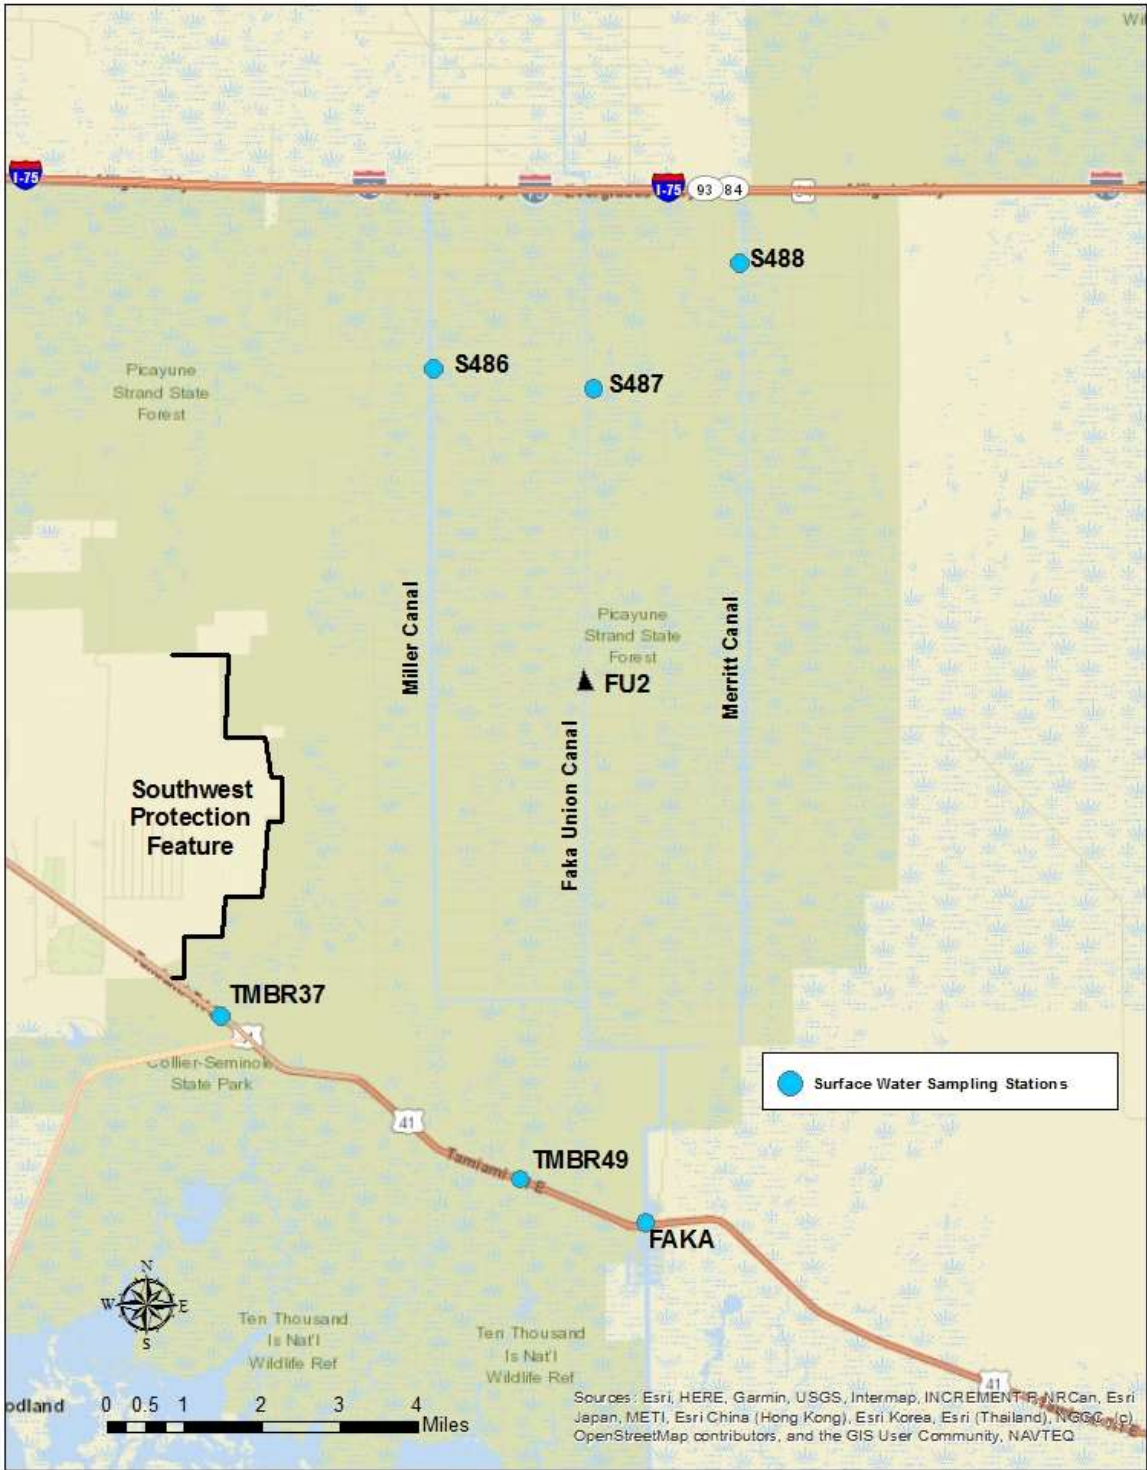 Wi
I-75
I-75
93
84
S488
S486
S487
Picayune
Strand State
Forest
Miller Canal
Picayune
Strand State
Forest
Merritt Canal
FU2
Faka Union Canal
Southwest
Protection
Feature
TMBR37
Collier-Seminole
State Park
Surface Water Sampling Stations
41
Tamiami
E
TMBR49
FAKA
N
W
E
S
Ten Thousand
Is Nat'l
Wildlife Ref
Ten Thousand
Is Nat'l
Wildlife Ref
41
odland
0 0.5 1 2 3 4
Miles
Sources: Esri, HERE, Garmin, USGS, Intermap, INCREMENT P, NRCan, Esri
Japan, METI, Esri China (Hong Kong), Esri Korea, Esri (Thailand), NGCC, (c)
OpenStreetMap contributors, and the GIS User Community, NAVTEQ